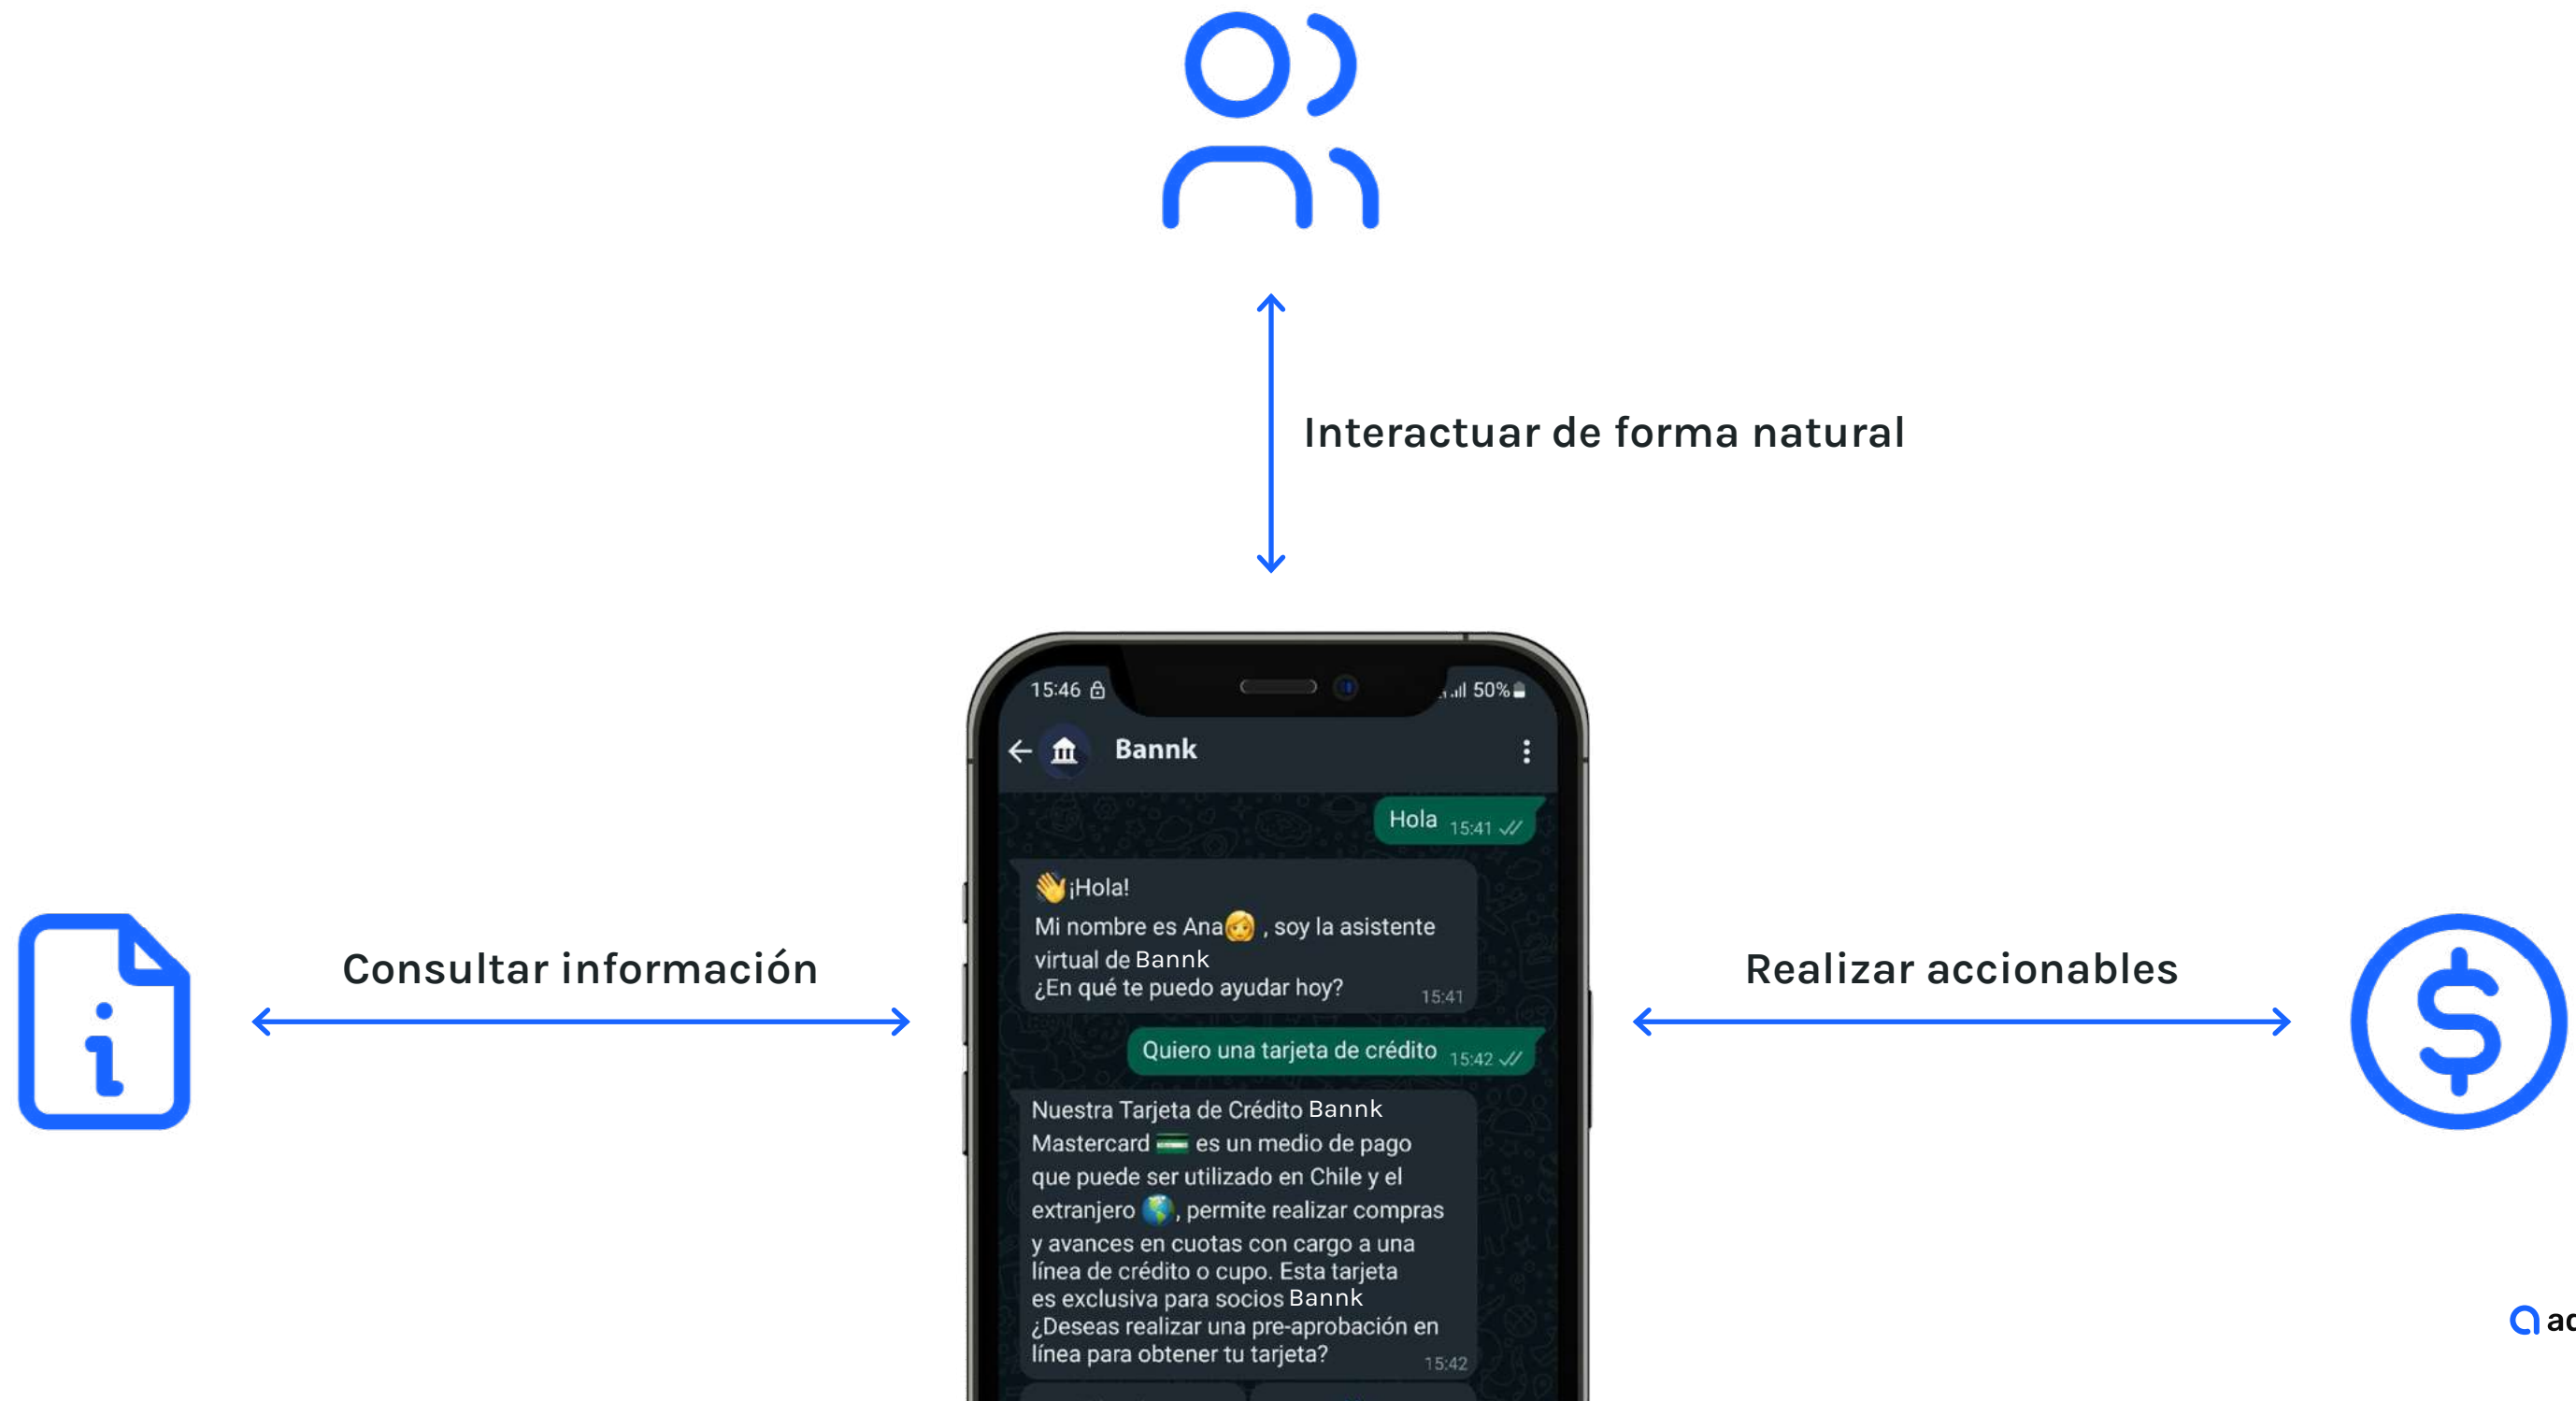 Interactuar de forma natural
15:46
50%
Bannk
Hola 15:41
👋¡Hola!
Mi nombre es Ana👩, soy la asistente
virtual de Bannk
¿En qué te puedo ayudar hoy? 15:41
Consultar información
Realizar accionables
Quiero una tarjeta de crédito 15:42
Nuestra Tarjeta de Crédito Bannk
Mastercard 💳 es un medio de pago
que puede ser utilizado en Chile y el
extranjero 🌎, permite realizar compras
y avances en cuotas con cargo a una
línea de crédito o cupo. Esta tarjeta
es exclusiva para socios Bannk
¿Deseas realizar una pre-aprobación en
línea para obtener tu tarjeta? 15:42